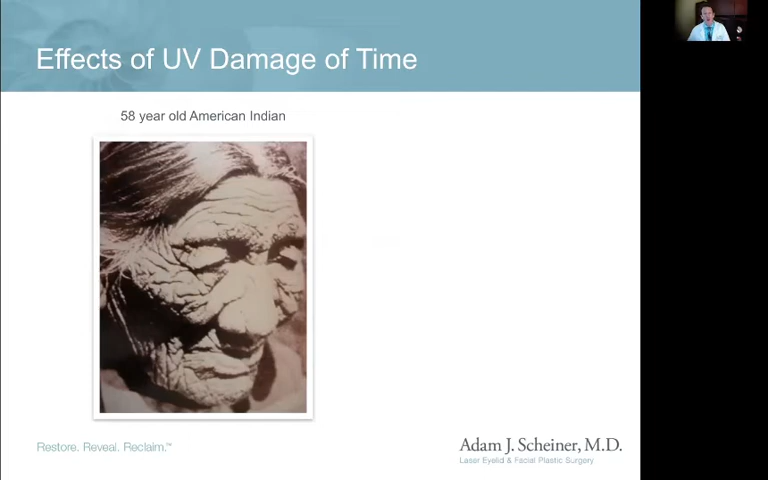 Effects of UV Damage of Time
58 year old American Indian
Restore. Reveal. Reclaim.™
Adam J. Scheiner, M.D.
Laser Eyelid & Facial Plastic Surgery